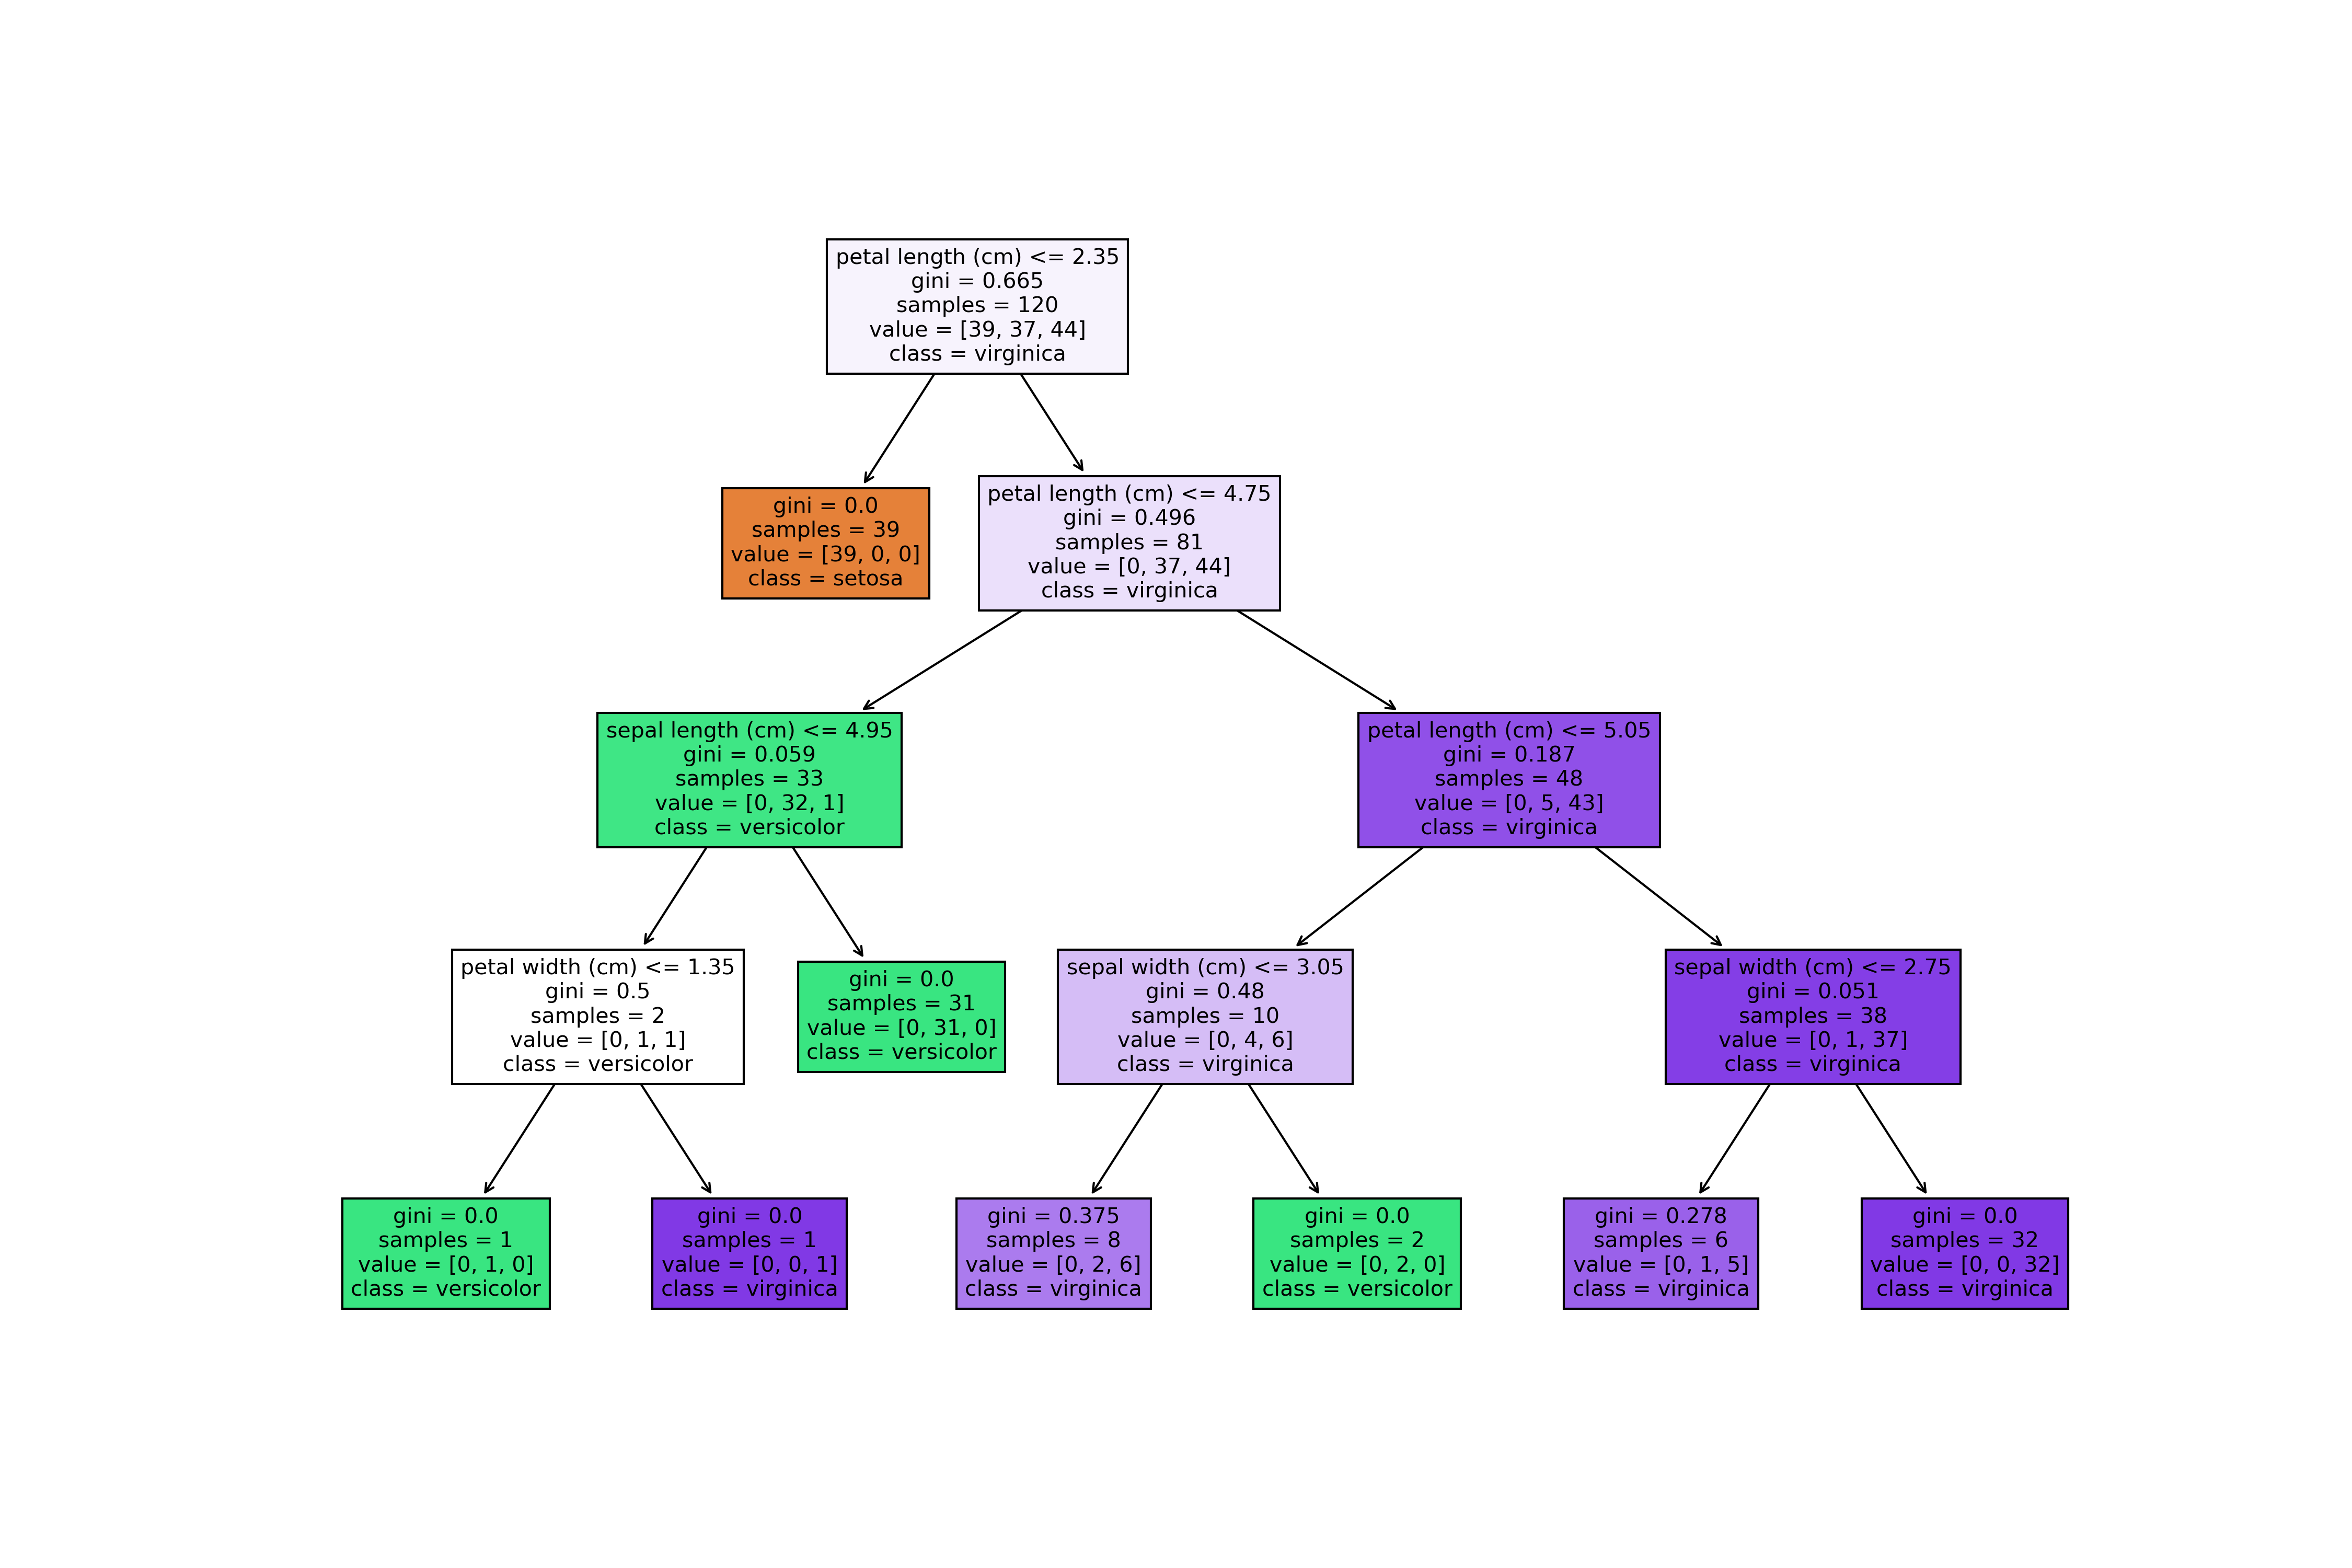 petal length (cm) <= 2.35
gini = 0.665
samples = 120
value = [39, 37, 44]
class = virginica
gini = 0.0
samples = 39
value = [39, 0, 0]
class = setosa
petal length (cm) <= 4.75
gini = 0.496
samples = 81
value = [0, 37, 44]
class = virginica
sepal length (cm) <= 4.95
gini = 0.059
samples = 33
value = [0, 32, 1]
class = versicolor
petal length (cm) <= 5.05
gini = 0.187
samples = 48
value = [0, 5, 43]
class = virginica
petal width (cm) <= 1.35
gini = 0.5
samples = 2
value = [0, 1, 1]
class = versicolor
gini = 0.0
samples = 31
value = [0, 31, 0]
class = versicolor
sepal width (cm) <= 3.05
gini = 0.48
samples = 10
value = [0, 4, 6]
class = virginica
sepal width (cm) <= 2.75
gini = 0.051
samples = 38
value = [0, 1, 37]
class = virginica
gini = 0.0
samples = 1
value = [0, 1, 0]
class = versicolor
gini = 0.0
samples = 1
value = [0, 0, 1]
class = virginica
gini = 0.375
samples = 8
value = [0, 2, 6]
class = virginica
gini = 0.0
samples = 2
value = [0, 2, 0]
class = versicolor
gini = 0.278
samples = 6
value = [0, 1, 5]
class = virginica
gini = 0.0
samples = 32
value = [0, 0, 32]
class = virginica